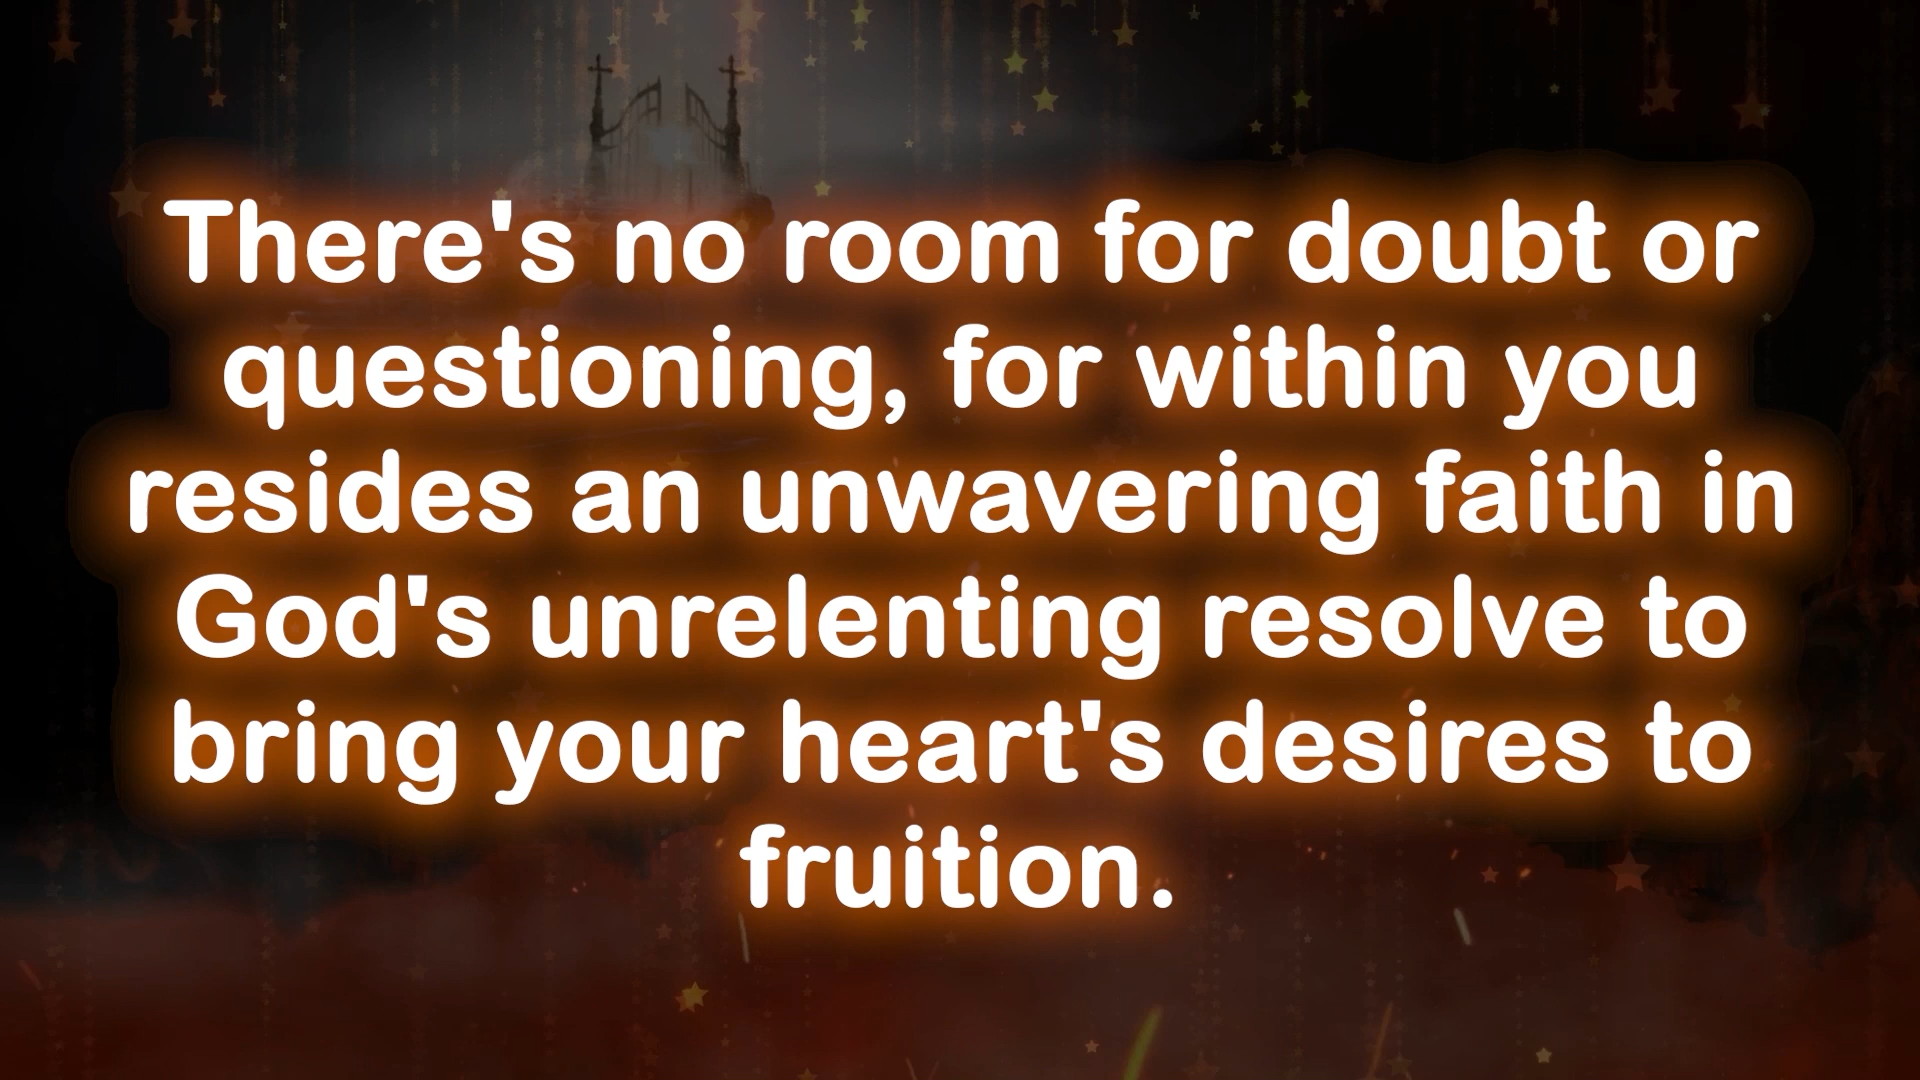 There's no room for doubt or
questioning, for within you
resides an unwavering faith in
God's unrelenting resolve to
bring your heart's desires to
fruition.